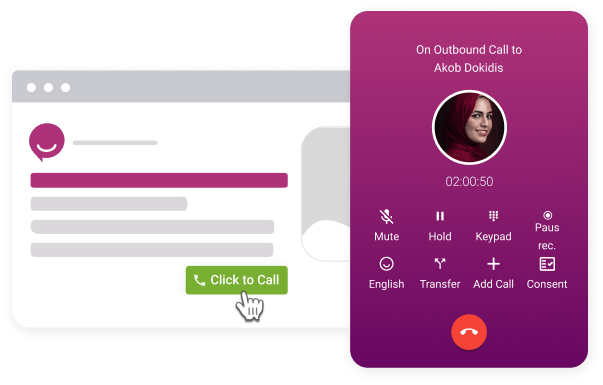 On Outbound Call to
Akob Dokidis
02:00:50
Mute
Hold
Keypad
Paus
rec.
English
Transfer
Add Call
Consent
Click to Call